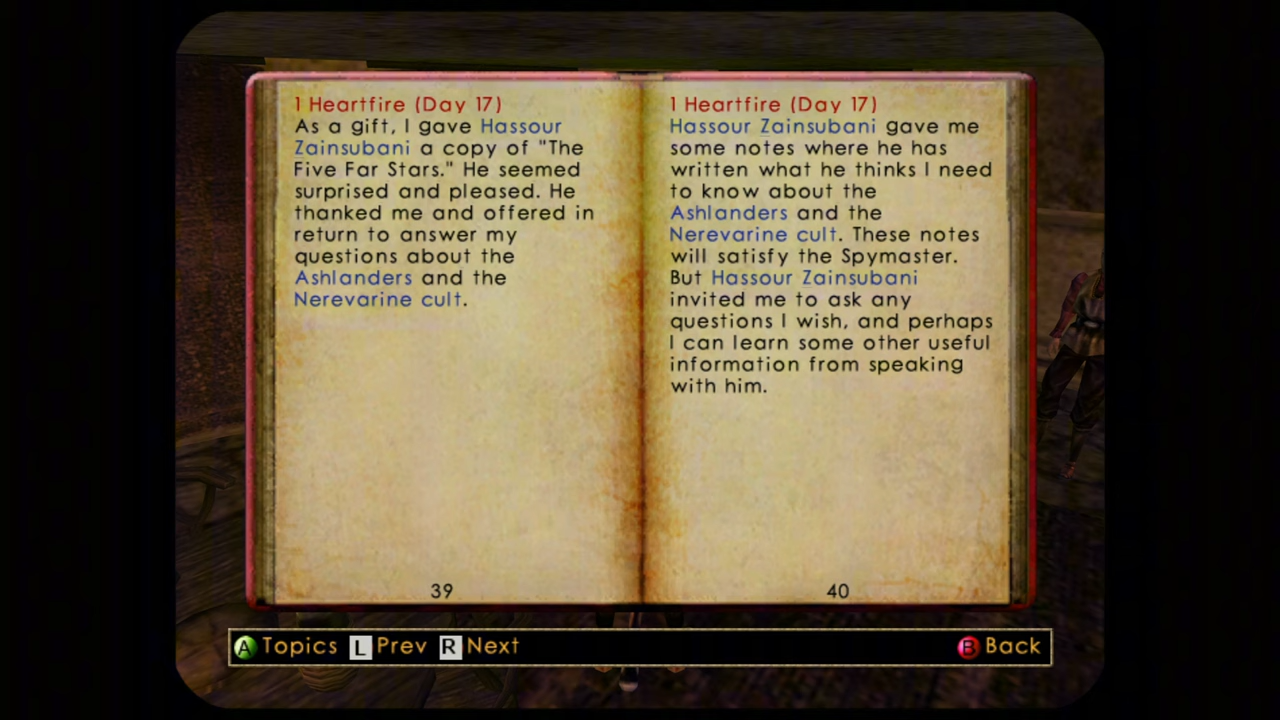 1 Heartfire (Day 17)
As a gift, I gave Hassour
Zainsubani a copy of "The
Five Far Stars." He seemed
surprised and pleased. He
thanked me and offered in
return to answer my
questions about the
Ashlanders and the
Nerevarine cult.
39
1 Heartfire (Day 17)
Hassour Zainsubani gave me
some notes where he has
written what he thinks I need
to know about the
Ashlanders and the
Nerevarine cult. These notes
will satisfy the Spymaster.
But Hassour Zainsubani
invited me to ask any
questions I wish, and perhaps
I can learn some other useful
information from speaking
with him.
40
A Topics L Prev R Next B Back